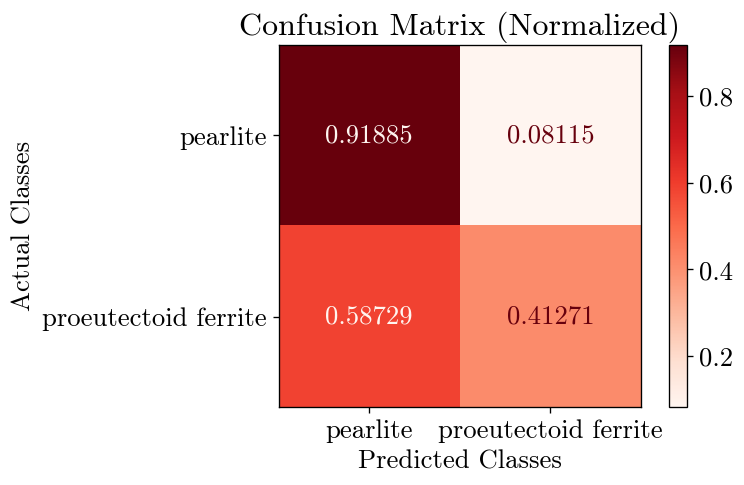 Confusion Matrix (Normalized)
Actual Classes
pearlite
0.91885
0.08115
proeutectoid ferrite
0.58729
0.41271
pearlite
proeutectoid ferrite
Predicted Classes
0.8
0.6
0.4
0.2